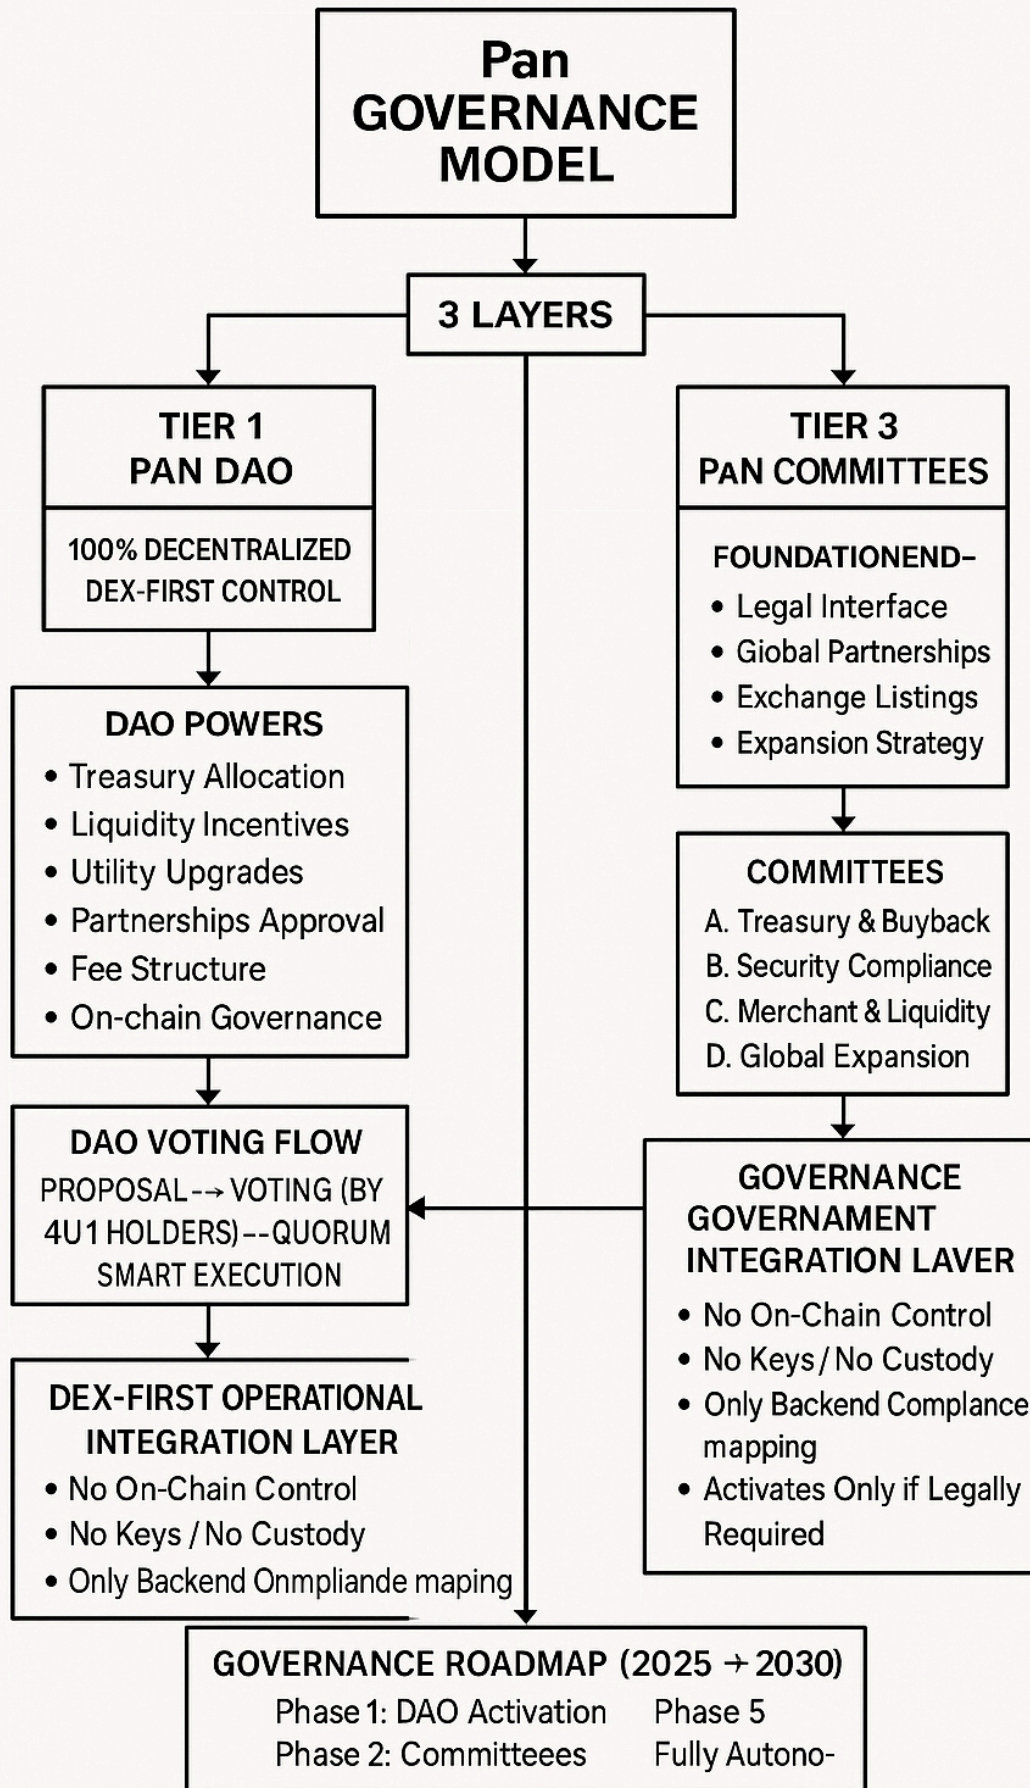 Pan
GOVERNANCE
MODEL
3 LAYERS
TIER 1
PAN DAO
100% DECENTRALIZED
DEX-FIRST CONTROL
DAO POWERS
• Treasury Allocation
• Liquidity Incentives
• Utility Upgrades
• Partnerships Approval
• Fee Structure
• On-chain Governance
DAO VOTING FLOW
PROPOSAL--→ VOTING (BY
4U1 HOLDERS)--QUORUM
SMART EXECUTION
DEX-FIRST OPERATIONAL
INTEGRATION LAYER
• No On-Chain Control
• No Keys / No Custody
• Only Backend Onmpliande maping
TIER 3
PAN COMMITTEES
FOUNDATIONEND–
• Legal Interface
• Giobal Partnerships
• Exchange Listings
• Expansion Strategy
COMMITTEES
A. Treasury & Buyback
B. Security Compliance
C. Merchant & Liquidity
D. Global Expansion
GOVERNANCE
GOVERNAMENT
INTEGRATION LAVER
• No On-Chain Control
• No Keys / No Custody
• Only Backend Complance
mapping
• Activates Only if Legally
Required
GOVERNANCE ROADMAP (2025 → 2030)
Phase 1: DAO Activation Phase 5
Phase 2: Committeees Fully Autono-